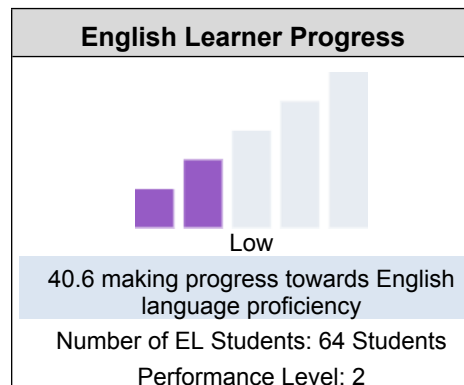 English Learner Progress
Low
40.6 making progress towards English
language proficiency
Number of EL Students: 64 Students
Performance Level: 2